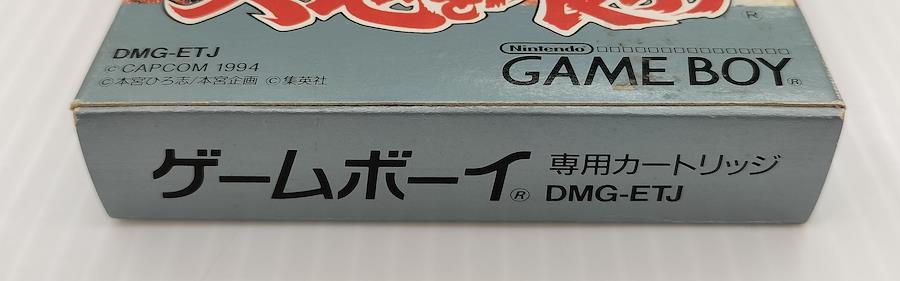 ®
DMG-ETJ
©CAPCOM 1994
©本宮ひろ志/本宮企画 ©集英社
Nintendo
GAME BOY®
ゲームボーイ® 専用カートリッジ
DMG-ETJ